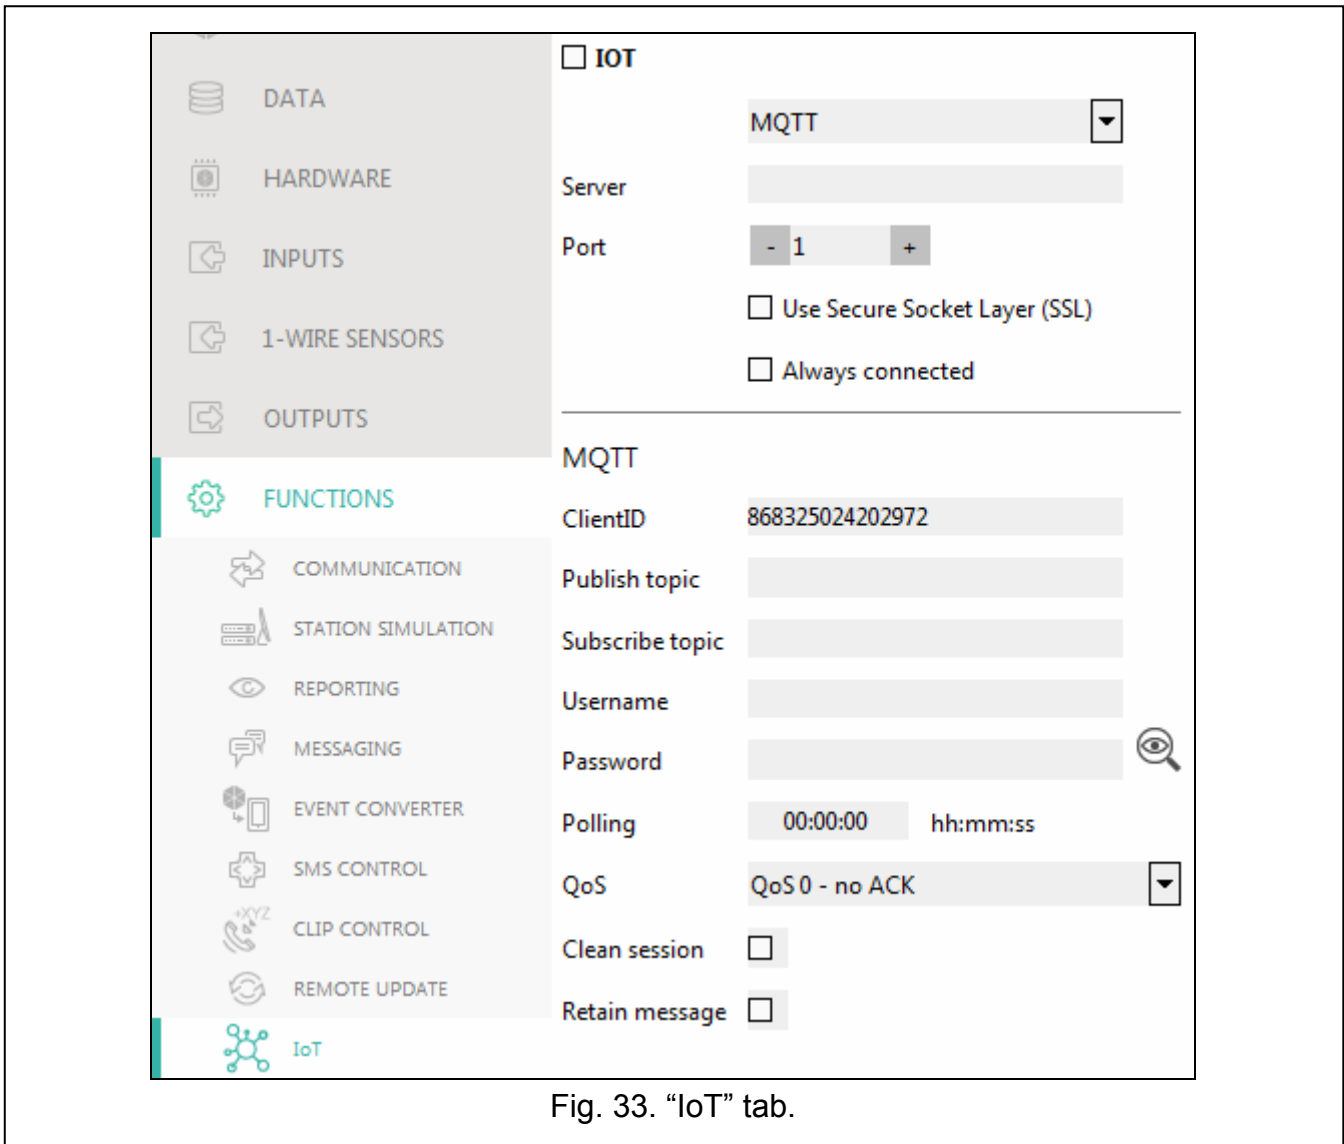 DATA
HARDWARE
INPUTS
1-WIRE SENSORS
OUTPUTS
FUNCTIONS
COMMUNICATION
STATION SIMULATION
REPORTING
MESSAGING
EVENT CONVERTER
SMS CONTROL
+XYZ
CLIP CONTROL
REMOTE UPDATE
IoT
IOT
MQTT
Server
Port - 1 +
Use Secure Socket Layer (SSL)
Always connected
MQTT
ClientID 868325024202972
Publish topic
Subscribe topic
Username
Password
Polling 00:00:00 hh:mm:ss
QoS QoS 0 - no ACK
Clean session
Retain message
Fig. 33. “IoT” tab.